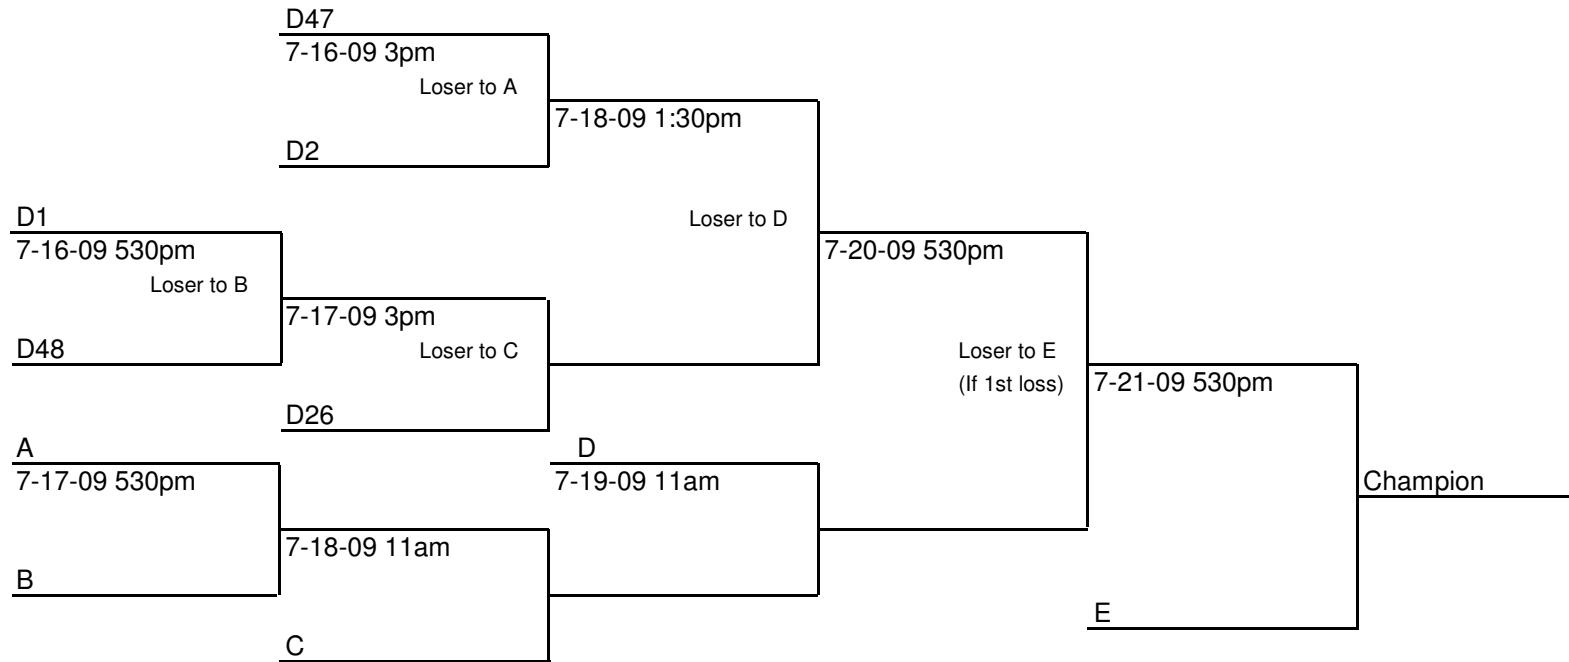 D47
7-16-09 3pm
Loser to A
7-18-09 1:30pm
D2
D1
Loser to D
7-16-09 530pm
7-20-09 530pm
Loser to B
7-17-09 3pm
D48
Loser to C
Loser to E
(If 1st loss)
7-21-09 530pm
D26
A
D
7-17-09 530pm
7-19-09 11am
Champion
7-18-09 11am
B
E
C